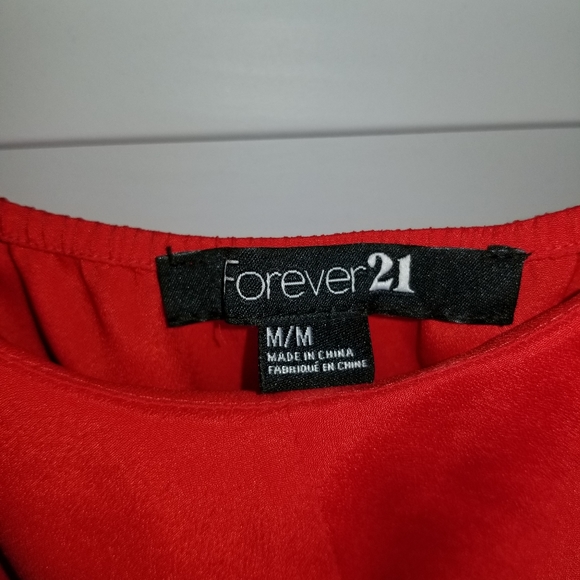 Forever21
M/M
MADE IN CHINA
FABRIQUÉ EN CHINE